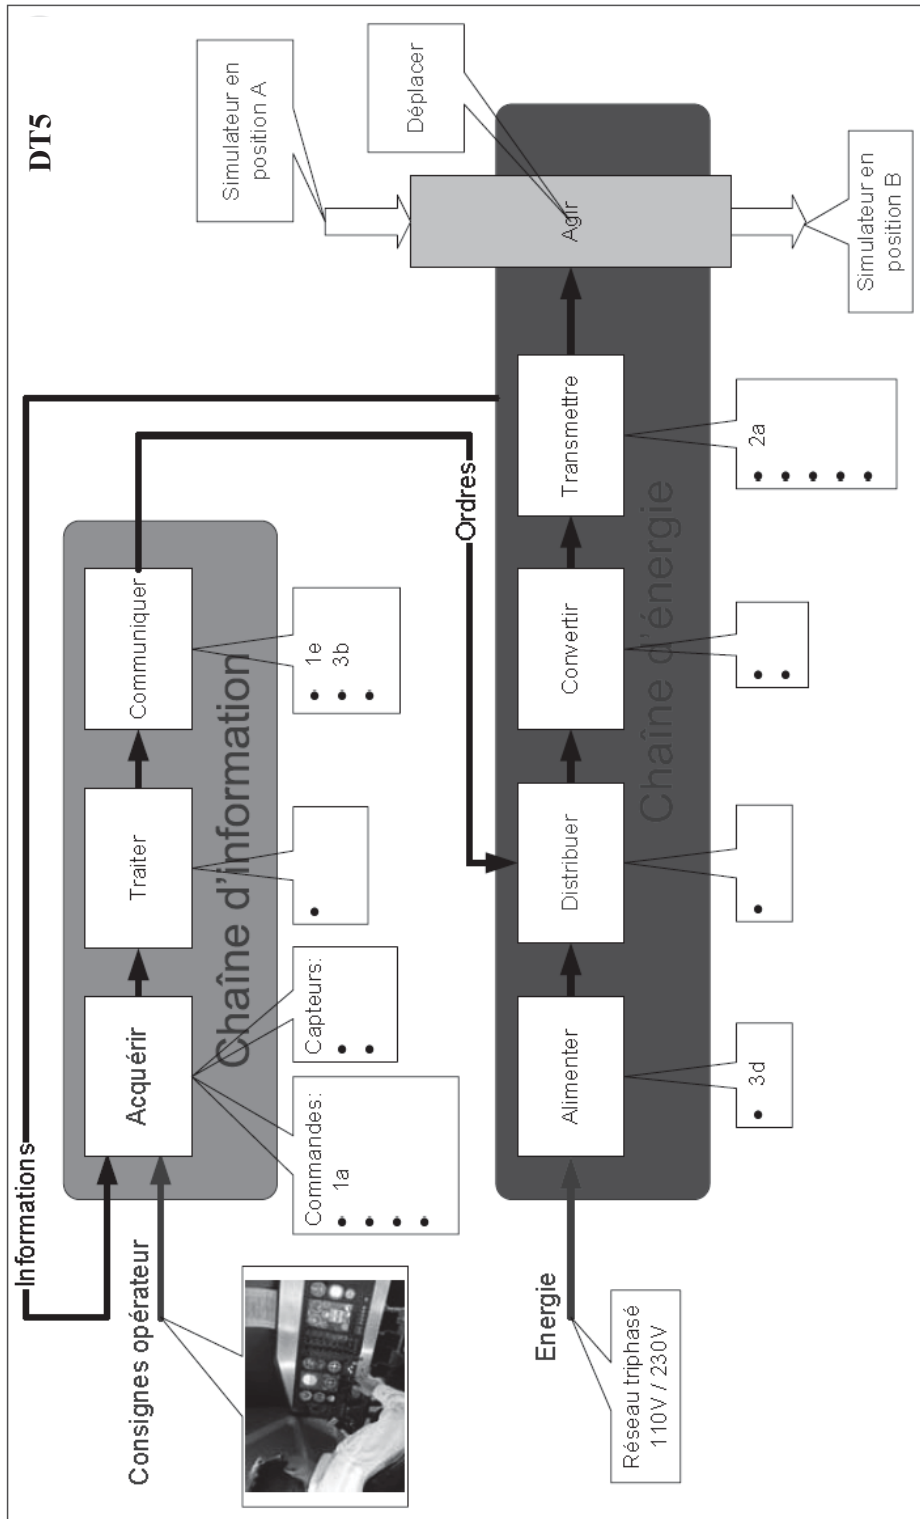 DT5
Informations
Consignes opérateur
Acquérir
Traiter
Communiquer
Chaîne d'information
Commandes:
• 1a
•
•
•
Capteurs:
•
•
•
• 1e
• 3b
•
Ordres
Simulateur en
position A
Déplacer
Energie
Réseau triphasé
110V / 230V
Alimenter
Distribuer
Convertir
Transmettre
Agir
Chaîne d'énergie
• 3d
•
•
•
• 2a
•
•
•
•
Simulateur en
position B